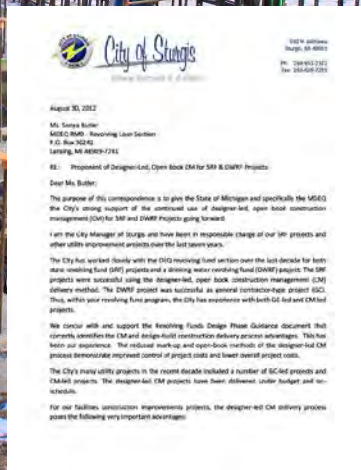 City of Sturgis
August 30, 2012
Ms. Sonya Butler
MDEQ RMD - Revolving Loan Section
P.O. Box 30241
Lansing, MI 48909-7741
RE: Proponent of Designer-Led, Open Book CM for SRF & DWRF Projects
Dear Ms. Butler:
The purpose of this correspondence is to give the State of Michigan and specifically the MDEQ
the City's strong support of the continued use of designer-led, open book construction
management (CM) for SRF and DWRF Projects going forward.
I am the City Manager of Sturgis and have been in responsible charge of our SRF projects and
other utility improvement projects over the last seven years.
The City has worked closely with the DEQ revolving fund section over the last decade for both
state revolving fund (SRF) projects and a drinking water revolving fund (DWRF) project. The SRF
projects were successful using the designer-led, open book construction management (CM)
delivery method. The DWRF project was successful as general contractor-type project (GC).
Thus, within your revolving fund program, the City has experience with both GC-led and CM-led
projects.
We concur with and support the Revolving Funds Design Phase Guidance document that
correctly identifies the CM and design-build construction delivery process advantages. This has
been our experience. The reduced mark-up and open-book methods of the designer-led CM
process demonstrate improved control of project costs and lower overall project costs.
The City's many utility projects in the recent decade included a number of GC-led projects and
CM-led projects. The designer-led CM projects have been delivered under budget and on-
schedule.
For our facilities construction improvements projects, the designer-led CM delivery process
poses the following very important advantages: